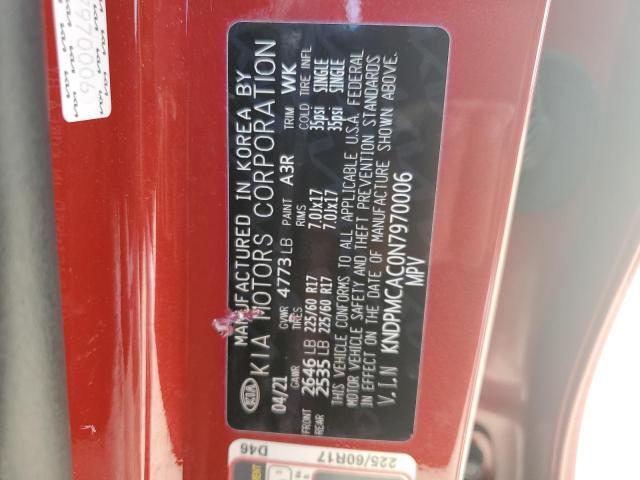 MANUFACTURED IN KOREA BY
KIA KIA MOTORS CORPORATION
04/21 GVWR 4773 LB PAINT A3R TRIM WK
GAWR TIRES RIMS COLD TIRE INFL
FRONT 2646 LB 225/60 R17 7.0Jx17 35psi SINGLE
REAR 2535 LB 225/60 R17 7.0Jx17 35psi SINGLE
THIS VEHICLE CONFORMS TO ALL APPLICABLE U.S.A. FEDERAL
MOTOR VEHICLE SAFETY AND THEFT PREVENTION STANDARDS
IN EFFECT ON THE DATE OF MANUFACTURE SHOWN ABOVE.
V.I.N KNDPMCAC0N7970006
MPV
D46
225/60R17